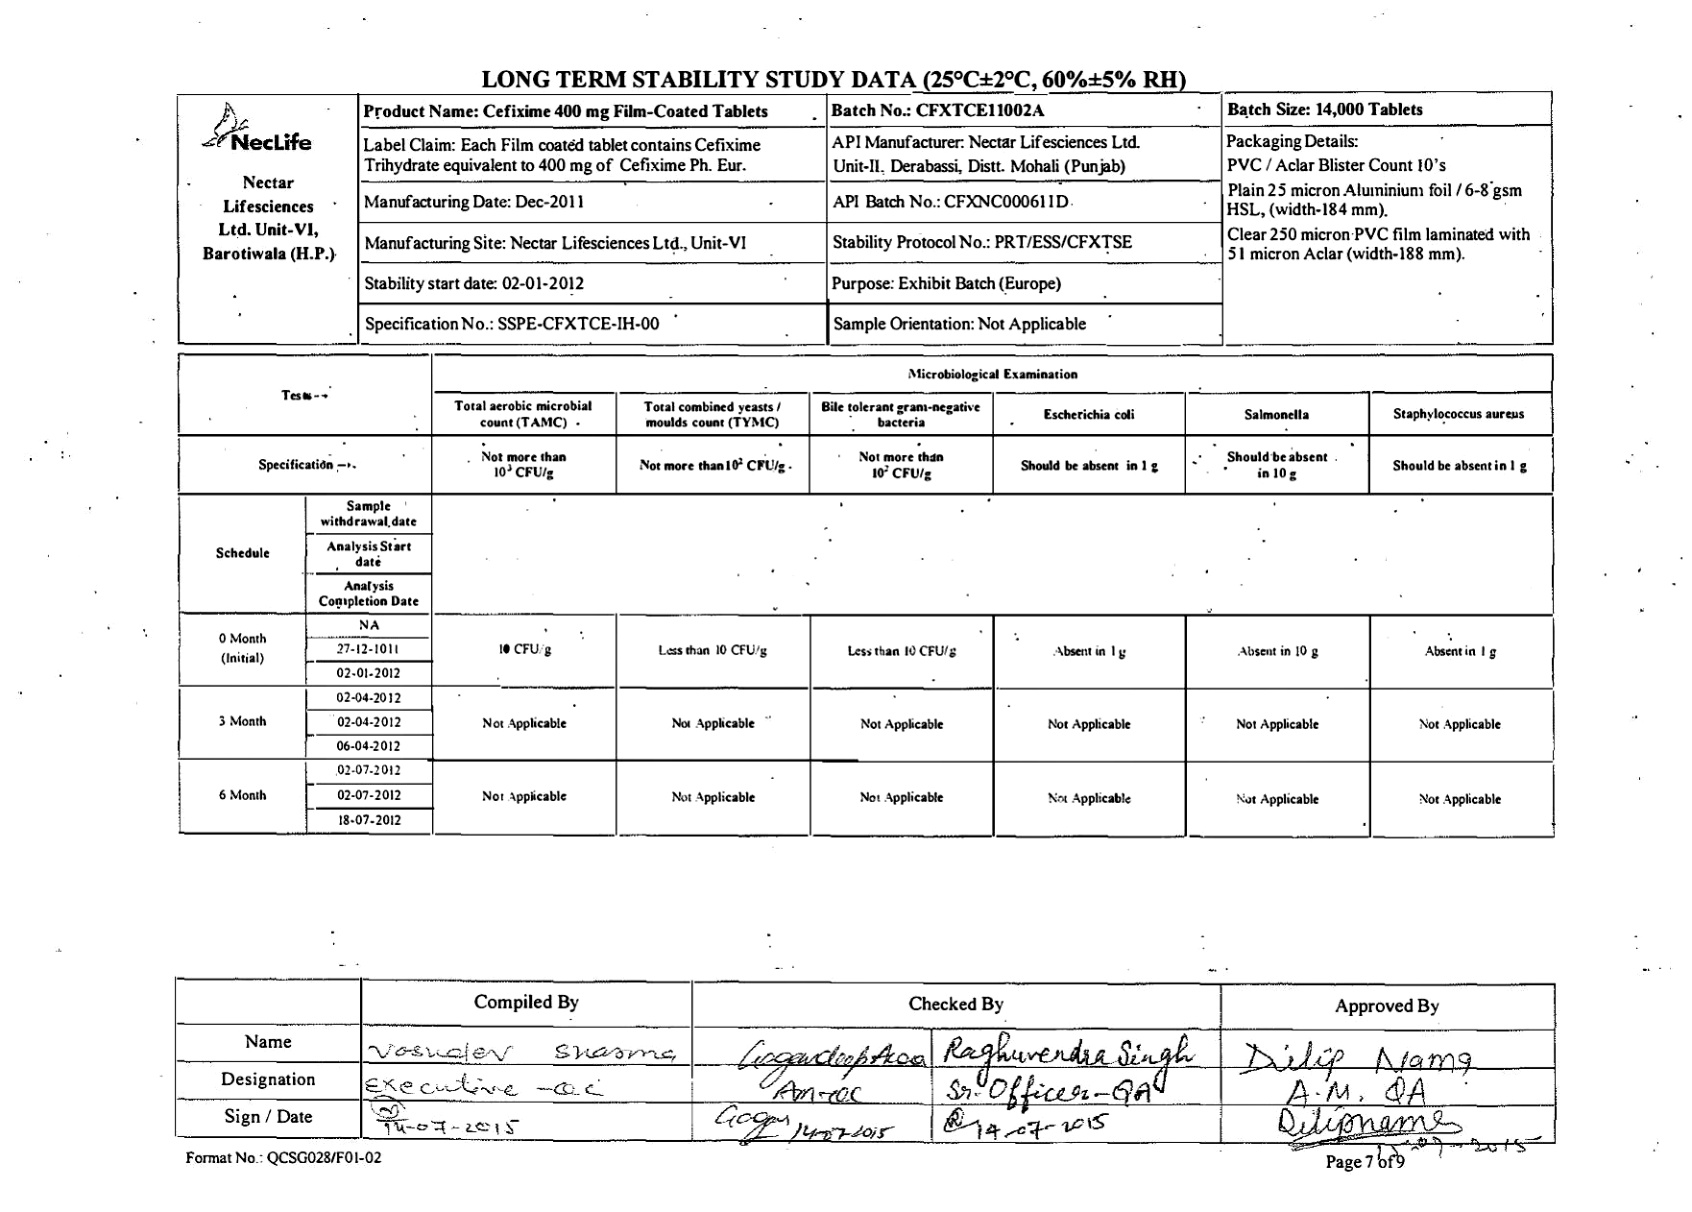 LONG TERM STABILITY STUDY DATA (25°C±2°C, 60%±5% RH)
NecLife
Nectar
Lifesciences
Ltd. Unit-VI,
Barotiwala (H.P.)
Product Name: Cefixime 400 mg Film-Coated Tablets
Batch No.: CFXTCE11002A
Batch Size: 14,000 Tablets
Label Claim: Each Film coated tablet contains Cefixime
Trihydrate equivalent to 400 mg of Cefixime Ph. Eur.
API Manufacturer: Nectar Lifesciences Ltd.
Unit-II, Derabassi, Distt. Mohali (Punjab)
Packaging Details:
PVC / Aclar Blister Count 10's
Plain 25 micron Aluminium foil / 6-8 gsm
HSL, (width-184 mm).
Clear 250 micron PVC film laminated with
51 micron Aclar (width-188 mm).
Manufacturing Date: Dec-2011
API Batch No.: CFXNC000611D
Manufacturing Site: Nectar Lifesciences Ltd., Unit-VI
Stability Protocol No.: PRT/ESS/CFXTSE
Stability start date: 02-01-2012
Purpose: Exhibit Batch (Europe)
Specification No.: SSPE-CFXTCE-IH-00
Sample Orientation: Not Applicable
Tests
Microbiological Examination
Total aerobic microbial
count (TAMC)
Total combined yeasts /
moulds count (TYMC)
Bile tolerant gram-negative
bacteria
Escherichia coli
Salmonella
Staphylococcus aureus
Specification
Not more than
10³ CFU/g
Not more than 10² CFU/g
Not more than
10² CFU/g
Should be absent in 1 g
Should be absent
in 10 g
Should be absent in 1 g
Schedule
Sample
withdrawal date
Analysis Start
date
Analysis
Completion Date
0 Month
(Initial)
NA
27-12-1011
02-01-2012
10 CFU/g
Less than 10 CFU/g
Less than 10 CFU/g
Absent in 1 g
Absent in 10 g
Absent in 1 g
3 Month
02-04-2012
02-04-2012
06-04-2012
Not Applicable
Not Applicable
Not Applicable
Not Applicable
Not Applicable
Not Applicable
6 Month
02-07-2012
02-07-2012
18-07-2012
Not Applicable
Not Applicable
Not Applicable
Not Applicable
Not Applicable
Not Applicable
Compiled By
Checked By
Approved By
Name
Vasudev Sharma
Raghuvendra Singh
Dilip Nama
Designation
Executive -QC
AM-QC
Sr. Officer-QA
A.M. QA
Sign / Date
14-07-2015
14-07-2015
14-07-2015
Dilipnama
Format No.: QCSG028/F01-02
Page 7 of 9